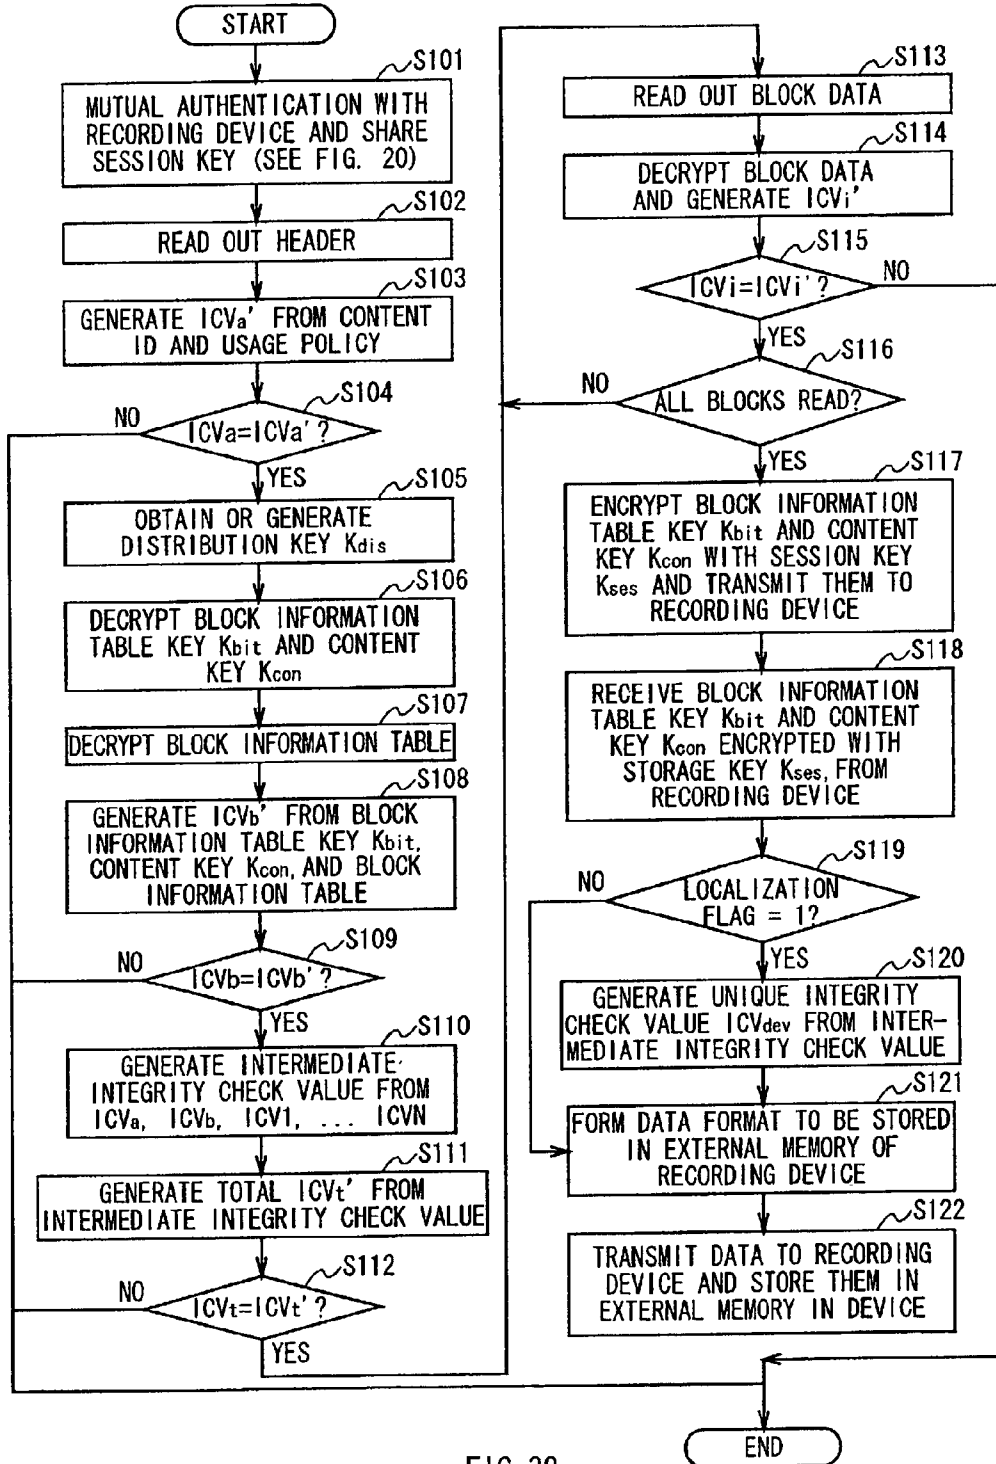 START
S101
MUTUAL AUTHENTICATION WITH
RECORDING DEVICE AND SHARE
SESSION KEY (SEE FIG. 20)
S102
READ OUT HEADER
S103
GENERATE ICVa' FROM CONTENT
ID AND USAGE POLICY
S104
ICVa=ICVa'?
NO
YES
S105
OBTAIN OR GENERATE
DISTRIBUTION KEY Kdis
S106
DECRYPT BLOCK INFORMATION
TABLE KEY Kbit AND CONTENT
KEY Kcon
S107
DECRYPT BLOCK INFORMATION TABLE
S108
GENERATE ICVb' FROM BLOCK
INFORMATION TABLE KEY Kbit,
CONTENT KEY Kcon, AND BLOCK
INFORMATION TABLE
S109
ICVb=ICVb'?
NO
YES
S110
GENERATE INTERMEDIATE
INTEGRITY CHECK VALUE FROM
ICVa, ICVb, ICV1, ... ICVN
S111
GENERATE TOTAL ICVt' FROM
INTERMEDIATE INTEGRITY CHECK VALUE
S112
ICVt=ICVt'?
NO
YES
S113
READ OUT BLOCK DATA
S114
DECRYPT BLOCK DATA
AND GENERATE ICVi'
S115
ICVi=ICVi'?
NO
YES
S116
ALL BLOCKS READ?
NO
YES
S117
ENCRYPT BLOCK INFORMATION
TABLE KEY Kbit AND CONTENT
KEY Kcon WITH SESSION KEY
Kses AND TRANSMIT THEM TO
RECORDING DEVICE
S118
RECEIVE BLOCK INFORMATION
TABLE KEY Kbit AND CONTENT
KEY Kcon ENCRYPTED WITH
STORAGE KEY Kses, FROM
RECORDING DEVICE
S119
LOCALIZATION
FLAG = 1?
NO
YES
S120
GENERATE UNIQUE INTEGRITY
CHECK VALUE ICVdev FROM INTER-
MEDIATE INTEGRITY CHECK VALUE
S121
FORM DATA FORMAT TO BE STORED
IN EXTERNAL MEMORY OF
RECORDING DEVICE
S122
TRANSMIT DATA TO RECORDING
DEVICE AND STORE THEM IN
EXTERNAL MEMORY IN DEVICE
END